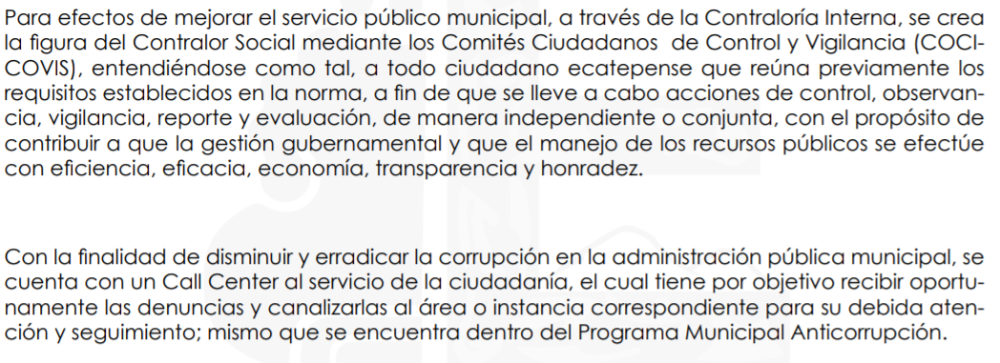 Para efectos de mejorar el servicio público municipal, a través de la Contraloría Interna, se crea
la figura del Contralor Social mediante los Comités Ciudadanos de Control y Vigilancia (COCI-
COVIS), entendiéndose como tal, a todo ciudadano ecatepense que reúna previamente los
requisitos establecidos en la norma, a fin de que se lleve a cabo acciones de control, observan-
cia, vigilancia, reporte y evaluación, de manera independiente o conjunta, con el propósito de
contribuir a que la gestión gubernamental y que el manejo de los recursos públicos se efectúe
con eficiencia, eficacia, economía, transparencia y honradez.
Con la finalidad de disminuir y erradicar la corrupción en la administración pública municipal, se
cuenta con un Call Center al servicio de la ciudadanía, el cual tiene por objetivo recibir oportu-
namente las denuncias y canalizarlas al área o instancia correspondiente para su debida aten-
ción y seguimiento; mismo que se encuentra dentro del Programa Municipal Anticorrupción.